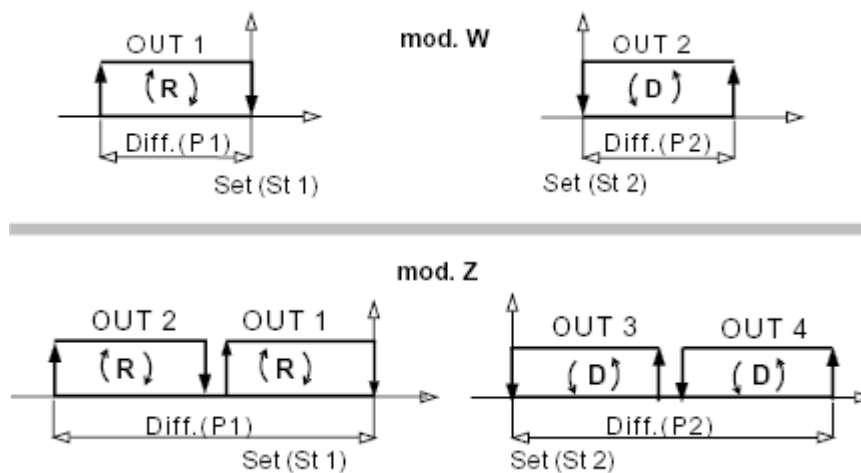 OUT 1 mod. W OUT 2
(R) (D)
Diff.(P1) Diff.(P2)
Set (St 1) Set (St 2)
mod. Z
OUT 2 OUT 1 OUT 3 OUT 4
(R) (R) (D) (D)
Diff.(P1) Diff.(P2)
Set (St 1) Set (St 2)